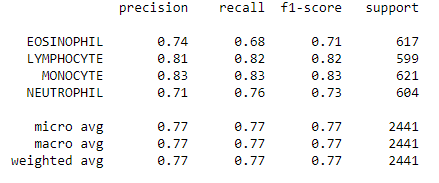 precision recall f1-score support
EOSINOPHIL 0.74 0.68 0.71 617
LYMPHOCYTE 0.81 0.82 0.82 599
MONOCYTE 0.83 0.83 0.83 621
NEUTROPHIL 0.71 0.76 0.73 604
micro avg 0.77 0.77 0.77 2441
macro avg 0.77 0.77 0.77 2441
weighted avg 0.77 0.77 0.77 2441